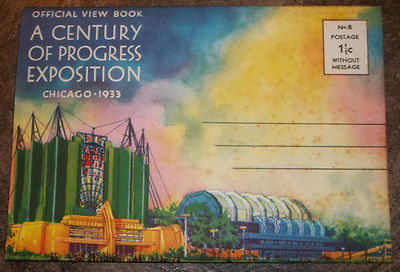 OFFICIAL VIEW BOOK
A CENTURY
OF PROGRESS
EXPOSITION
CHICAGO · 1933
No. 8
POSTAGE
1½c
WITHOUT
MESSAGE